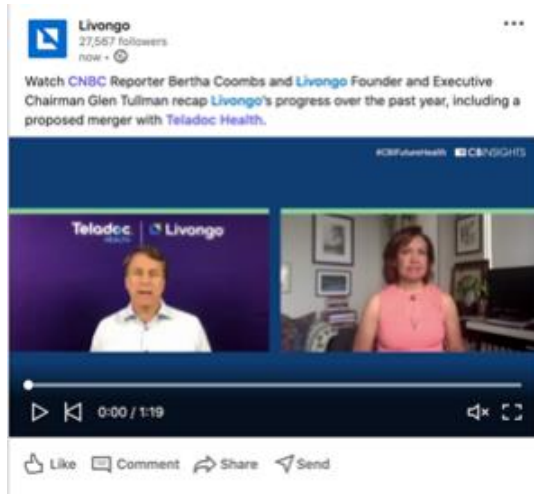 Livongo
27,567 followers
now •
Watch CNBC Reporter Bertha Coombs and Livongo Founder and Executive
Chairman Glen Tullman recap Livongo's progress over the past year, including a
proposed merger with Teladoc Health.
#CBIFutureHealth CBINSIGHTS
Teladoc HEALTH Livongo
0:00 / 1:19
Like Comment Share Send